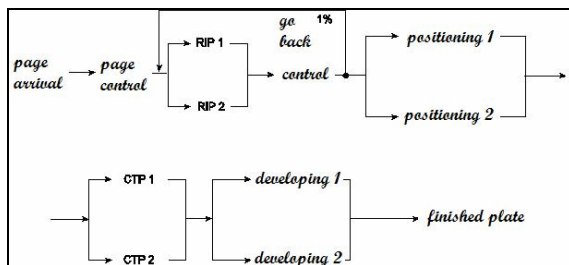 go 1%
back
RIP 1
positioning 1
page
arrival
page
control
control
RIP 2
positioning 2
CTP 1
developing 1
finished plate
CTP 2
developing 2